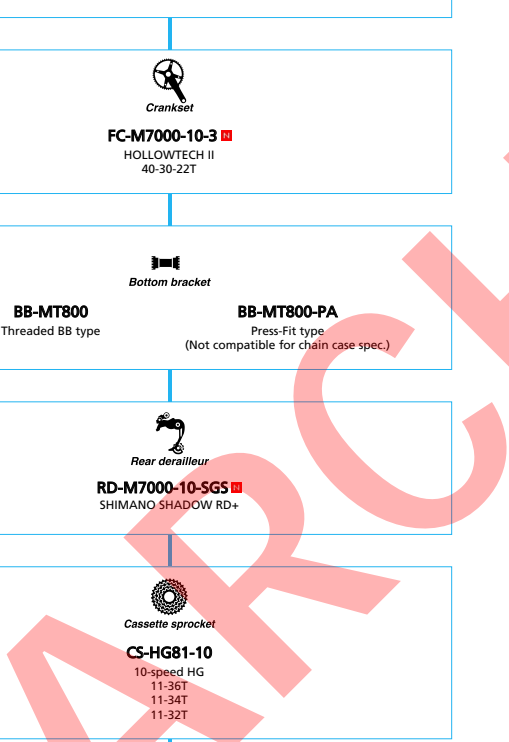 Crankset
FC-M7000-10-3 N
HOLLOWTECH II
40-30-22T
Bottom bracket
BB-MT800
Threaded BB type
BB-MT800-PA
Press-Fit type
(Not compatible for chain case spec.)
Rear derailleur
RD-M7000-10-SGS N
SHIMANO SHADOW RD+
Cassette sprocket
CS-HG81-10
10-speed HG
11-36T
11-34T
11-32T
ARC